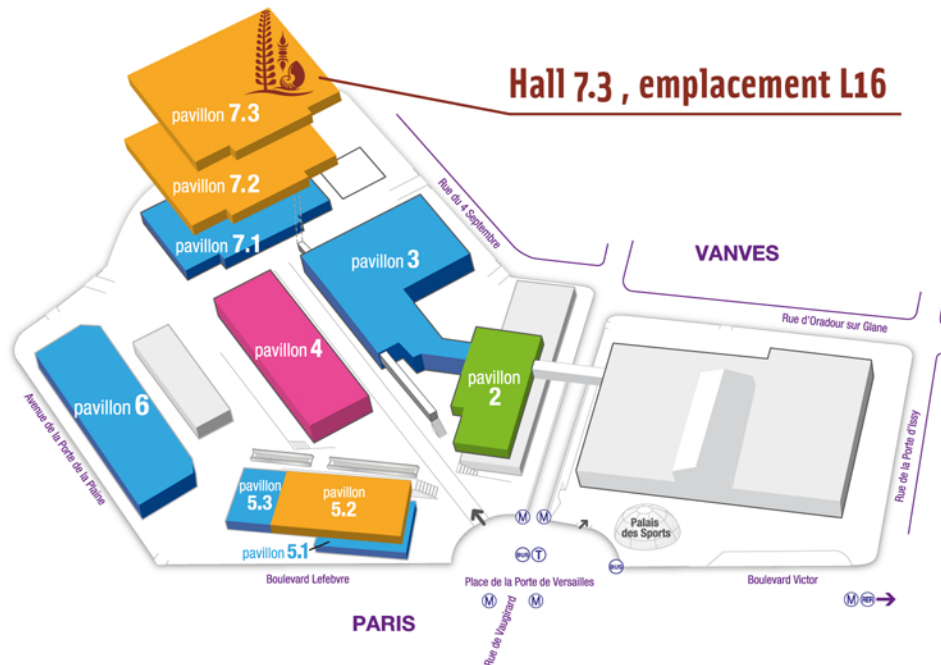 Hall 7.3 , emplacement L16
pavillon 7.3
pavillon 7.2
pavillon 7.1
Rue du 4 Septembre
pavillon 3
VANVES
Rue d'Oradour sur Glane
pavillon 4
pavillon
2
pavillon 6
Avenue de la Porte de la Plaine
Rue de la Porte d'Issy
pavillon
5.3
pavillon
5.2
pavillon 5.1
M
M
Palais
des Sports
BUS
T
BUS
Boulevard Lefebvre
Place de la Porte de Versailles
Boulevard Victor
M
M
M
RER
Rue de Vaugirard
PARIS